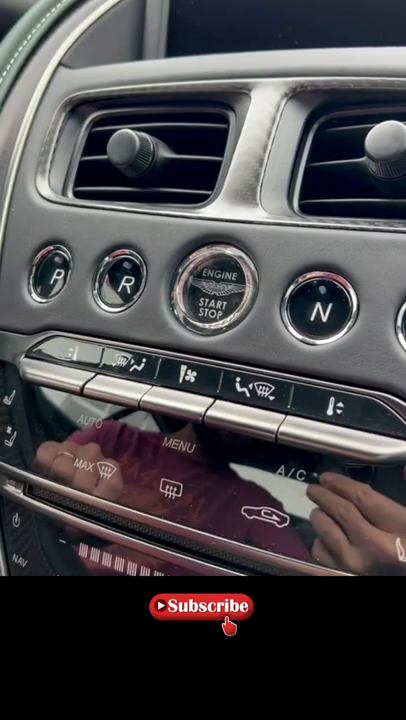 P
R
ENGINE
START
STOP
N
AUTO
MENU
MAX
A/C
NAV
Subscribe